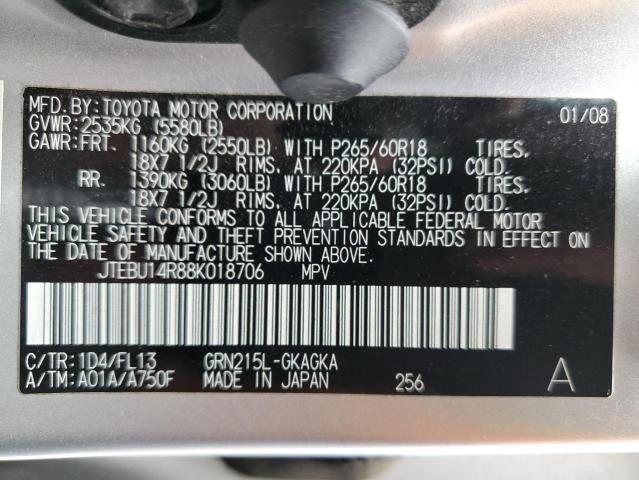 MFD.BY:TOYOTA MOTOR CORPORATION 01/08
GVWR:2535KG (5580LB)
GAWR:FRT. 1160KG (2550LB) WITH P265/60R18 TIRES,
18X7 1/2J RIMS, AT 220KPA (32PSI) COLD.
RR. 1390KG (3060LB) WITH P265/60R18 TIRES,
18X7 1/2J RIMS, AT 220KPA (32PSI) COLD.
THIS VEHICLE CONFORMS TO ALL APPLICABLE FEDERAL MOTOR
VEHICLE SAFETY AND THEFT PREVENTION STANDARDS IN EFFECT ON
THE DATE OF MANUFACTURE SHOWN ABOVE.
JTEBU14R88K018706 MPV
C/TR:1D4/FL13 GRN215L-GKAGKA
A/TM:A01A/A750F MADE IN JAPAN 256 A